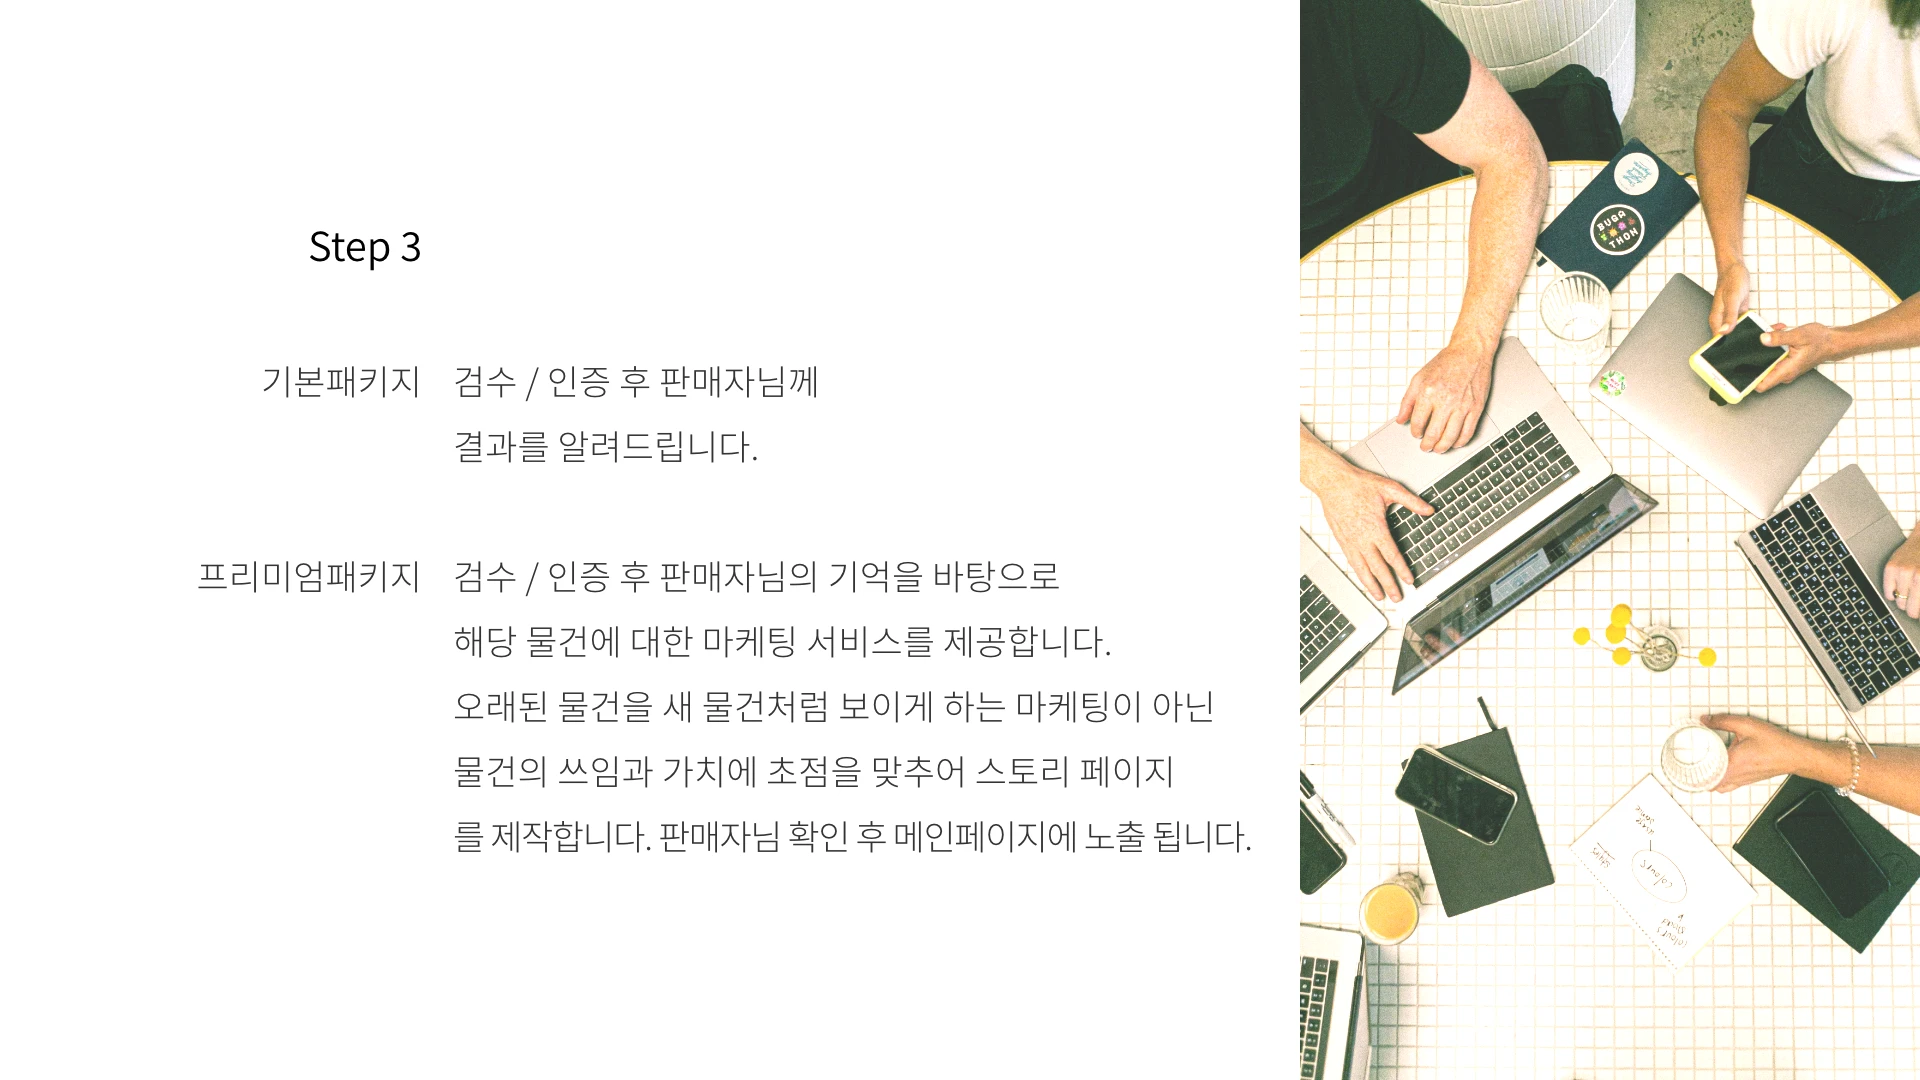 Step 3
기본패키지 검수 / 인증 후 판매자님께
결과를 알려드립니다.
프리미엄패키지 검수 / 인증 후 판매자님의 기억을 바탕으로
해당 물건에 대한 마케팅 서비스를 제공합니다.
오래된 물건을 새 물건처럼 보이게 하는 마케팅이 아닌
물건의 쓰임과 가치에 초점을 맞추어 스토리 페이지
를 제작합니다. 판매자님 확인 후 메인페이지에 노출 됩니다.
BUGA
THON